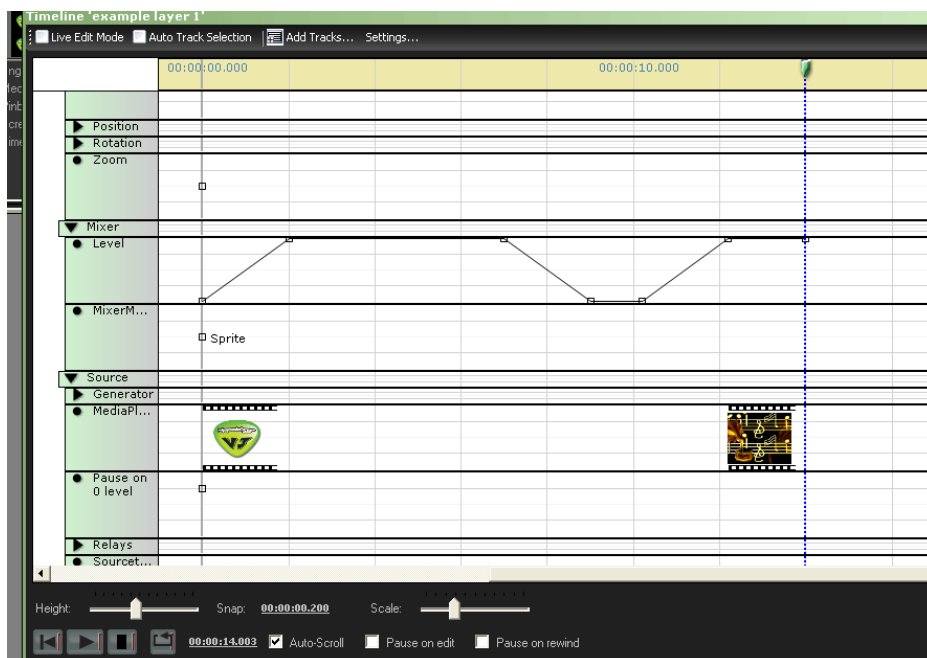 Timeline 'example layer 1'
Live Edit Mode Auto Track Selection Add Tracks... Settings...
00:00:00.000 00:00:10.000
Position
Rotation
Zoom
Mixer
Level
MixerM...
Sprite
Source
Generator
MediaPl...
VJ
Pause on
0 level
Relays
Sourcet...
Height: Snap: 00:00:00.200 Scale:
00:00:14.003 Auto-Scroll Pause on edit Pause on rewind